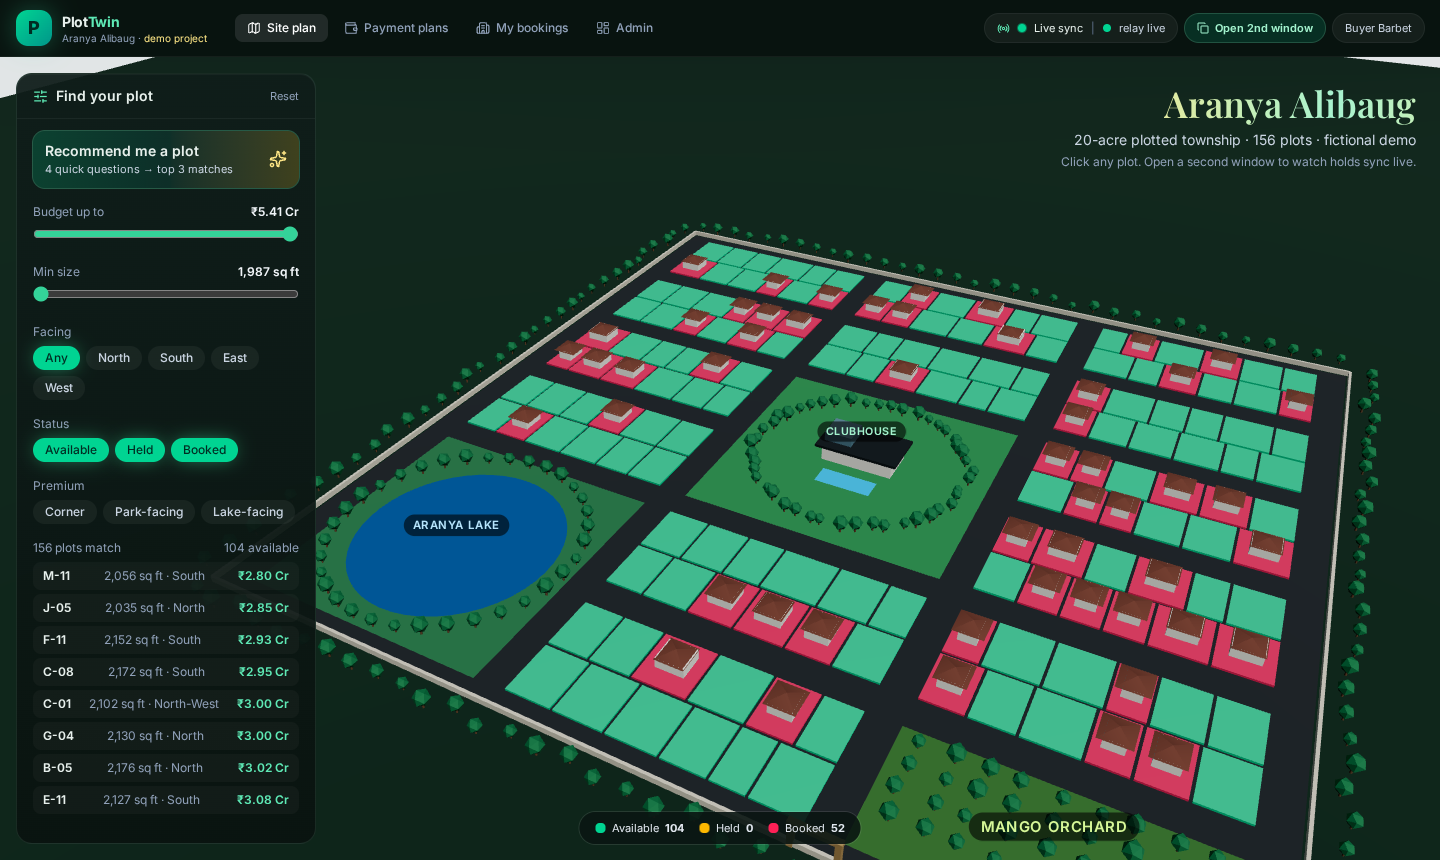 P
PlotTwin
Aranya Alibaug · demo project
Site plan
Payment plans
My bookings
Admin
Live sync | relay live
Open 2nd window
Buyer Barbet
Find your plot
Reset
Recommend me a plot
4 quick questions → top 3 matches
Budget up to ₹5.41 Cr
Min size 1,987 sq ft
Facing
Any North South East
West
Status
Available Held Booked
Premium
Corner Park-facing Lake-facing
156 plots match 104 available
M-11 2,056 sq ft · South ₹2.80 Cr
J-05 2,035 sq ft · North ₹2.85 Cr
F-11 2,152 sq ft · South ₹2.93 Cr
C-08 2,172 sq ft · South ₹2.95 Cr
C-01 2,102 sq ft · North-West ₹3.00 Cr
G-04 2,130 sq ft · North ₹3.00 Cr
B-05 2,176 sq ft · North ₹3.02 Cr
E-11 2,127 sq ft · South ₹3.08 Cr
Aranya Alibaug
20-acre plotted township · 156 plots · fictional demo
Click any plot. Open a second window to watch holds sync live.
CLUBHOUSE
ARANYA LAKE
MANGO ORCHARD
Available 104 Held 0 Booked 52